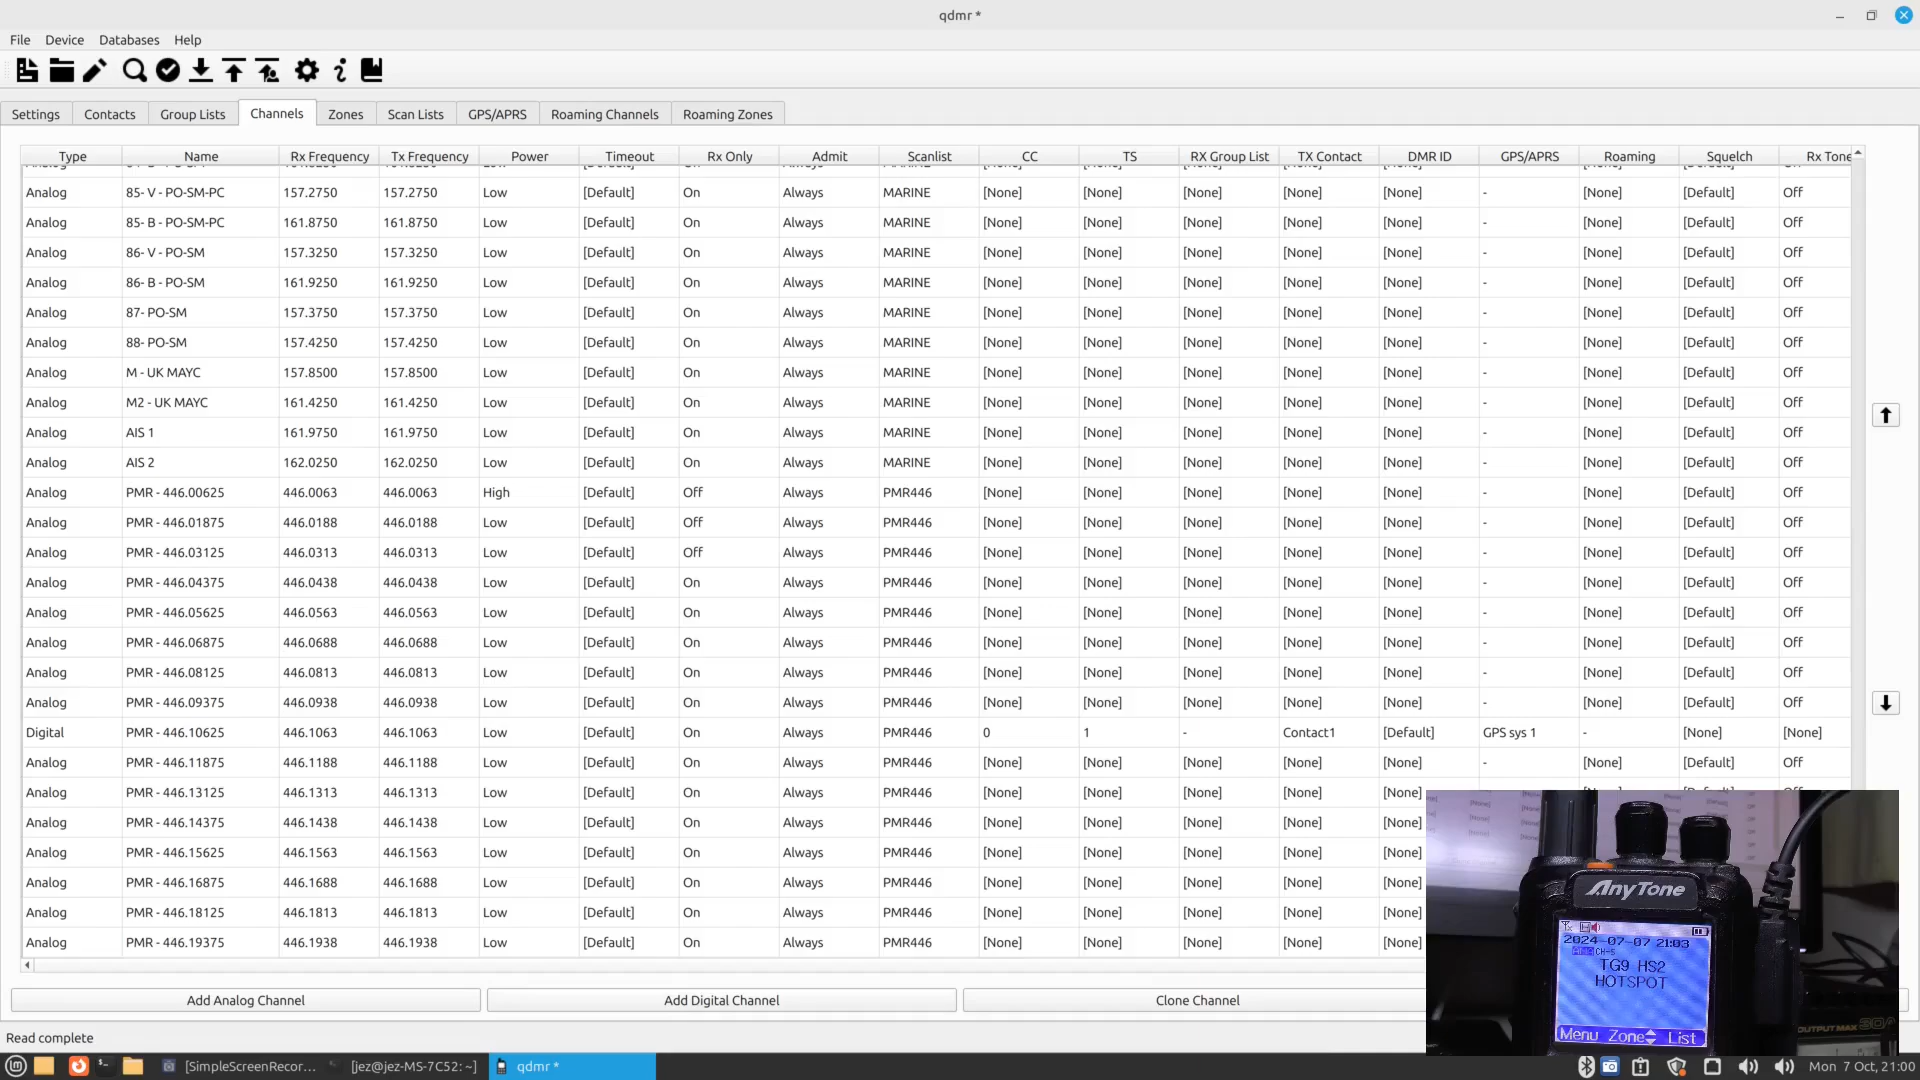 qdmr *
File Device Databases Help
Settings Contacts Group Lists Channels Zones Scan Lists GPS/APRS Roaming Channels Roaming Zones
Type Name Rx Frequency Tx Frequency Power Timeout Rx Only Admit Scanlist CC TS RX Group List TX Contact DMR ID GPS/APRS Roaming Squelch Rx Tone
Analog 85- V - PO-SM-PC 157.2750 157.2750 Low [Default] On Always MARINE [None] [None] [None] [None] [None] - [None] [Default] Off
Analog 85- B - PO-SM-PC 161.8750 161.8750 Low [Default] On Always MARINE [None] [None] [None] [None] [None] - [None] [Default] Off
Analog 86- V - PO-SM 157.3250 157.3250 Low [Default] On Always MARINE [None] [None] [None] [None] [None] - [None] [Default] Off
Analog 86- B - PO-SM 161.9250 161.9250 Low [Default] On Always MARINE [None] [None] [None] [None] [None] - [None] [Default] Off
Analog 87- PO-SM 157.3750 157.3750 Low [Default] On Always MARINE [None] [None] [None] [None] [None] - [None] [Default] Off
Analog 88- PO-SM 157.4250 157.4250 Low [Default] On Always MARINE [None] [None] [None] [None] [None] - [None] [Default] Off
Analog M - UK MAYC 157.8500 157.8500 Low [Default] On Always MARINE [None] [None] [None] [None] [None] - [None] [Default] Off
Analog M2 - UK MAYC 161.4250 161.4250 Low [Default] On Always MARINE [None] [None] [None] [None] [None] - [None] [Default] Off
Analog AIS 1 161.9750 161.9750 Low [Default] On Always MARINE [None] [None] [None] [None] [None] - [None] [Default] Off
Analog AIS 2 162.0250 162.0250 Low [Default] On Always MARINE [None] [None] [None] [None] [None] - [None] [Default] Off
Analog PMR - 446.00625 446.0063 446.0063 High [Default] Off Always PMR446 [None] [None] [None] [None] [None] - [None] [Default] Off
Analog PMR - 446.01875 446.0188 446.0188 Low [Default] Off Always PMR446 [None] [None] [None] [None] [None] - [None] [Default] Off
Analog PMR - 446.03125 446.0313 446.0313 Low [Default] Off Always PMR446 [None] [None] [None] [None] [None] - [None] [Default] Off
Analog PMR - 446.04375 446.0438 446.0438 Low [Default] On Always PMR446 [None] [None] [None] [None] [None] - [None] [Default] Off
Analog PMR - 446.05625 446.0563 446.0563 Low [Default] On Always PMR446 [None] [None] [None] [None] [None] - [None] [Default] Off
Analog PMR - 446.06875 446.0688 446.0688 Low [Default] On Always PMR446 [None] [None] [None] [None] [None] - [None] [Default] Off
Analog PMR - 446.08125 446.0813 446.0813 Low [Default] On Always PMR446 [None] [None] [None] [None] [None] - [None] [Default] Off
Analog PMR - 446.09375 446.0938 446.0938 Low [Default] On Always PMR446 [None] [None] [None] [None] [None] - [None] [Default] Off
Digital PMR - 446.10625 446.1063 446.1063 Low [Default] On Always PMR446 0 1 - Contact1 [Default] GPS sys 1 - [None] [None]
Analog PMR - 446.11875 446.1188 446.1188 Low [Default] On Always PMR446 [None] [None] [None] [None] [None] - [None] [Default] Off
Analog PMR - 446.13125 446.1313 446.1313 Low [Default] On Always PMR446 [None] [None] [None] [None] [None]
Analog PMR - 446.14375 446.1438 446.1438 Low [Default] On Always PMR446 [None] [None] [None] [None] [None]
Analog PMR - 446.15625 446.1563 446.1563 Low [Default] On Always PMR446 [None] [None] [None] [None] [None]
Analog PMR - 446.16875 446.1688 446.1688 Low [Default] On Always PMR446 [None] [None] [None] [None] [None]
Analog PMR - 446.18125 446.1813 446.1813 Low [Default] On Always PMR446 [None] [None] [None] [None] [None]
Analog PMR - 446.19375 446.1938 446.1938 Low [Default] On Always PMR446 [None] [None] [None] [None] [None]
AnyTone
2024-07-07 21:03
CH-5
TG9 HS2
HOTSPOT
Menu Zone List
OUTPUT MAX 30A
Add Analog Channel Add Digital Channel Clone Channel
Read complete
[SimpleScreenRecor... [jez@jez-MS-7C52: ~] qdmr * Mon 7 Oct, 21:00